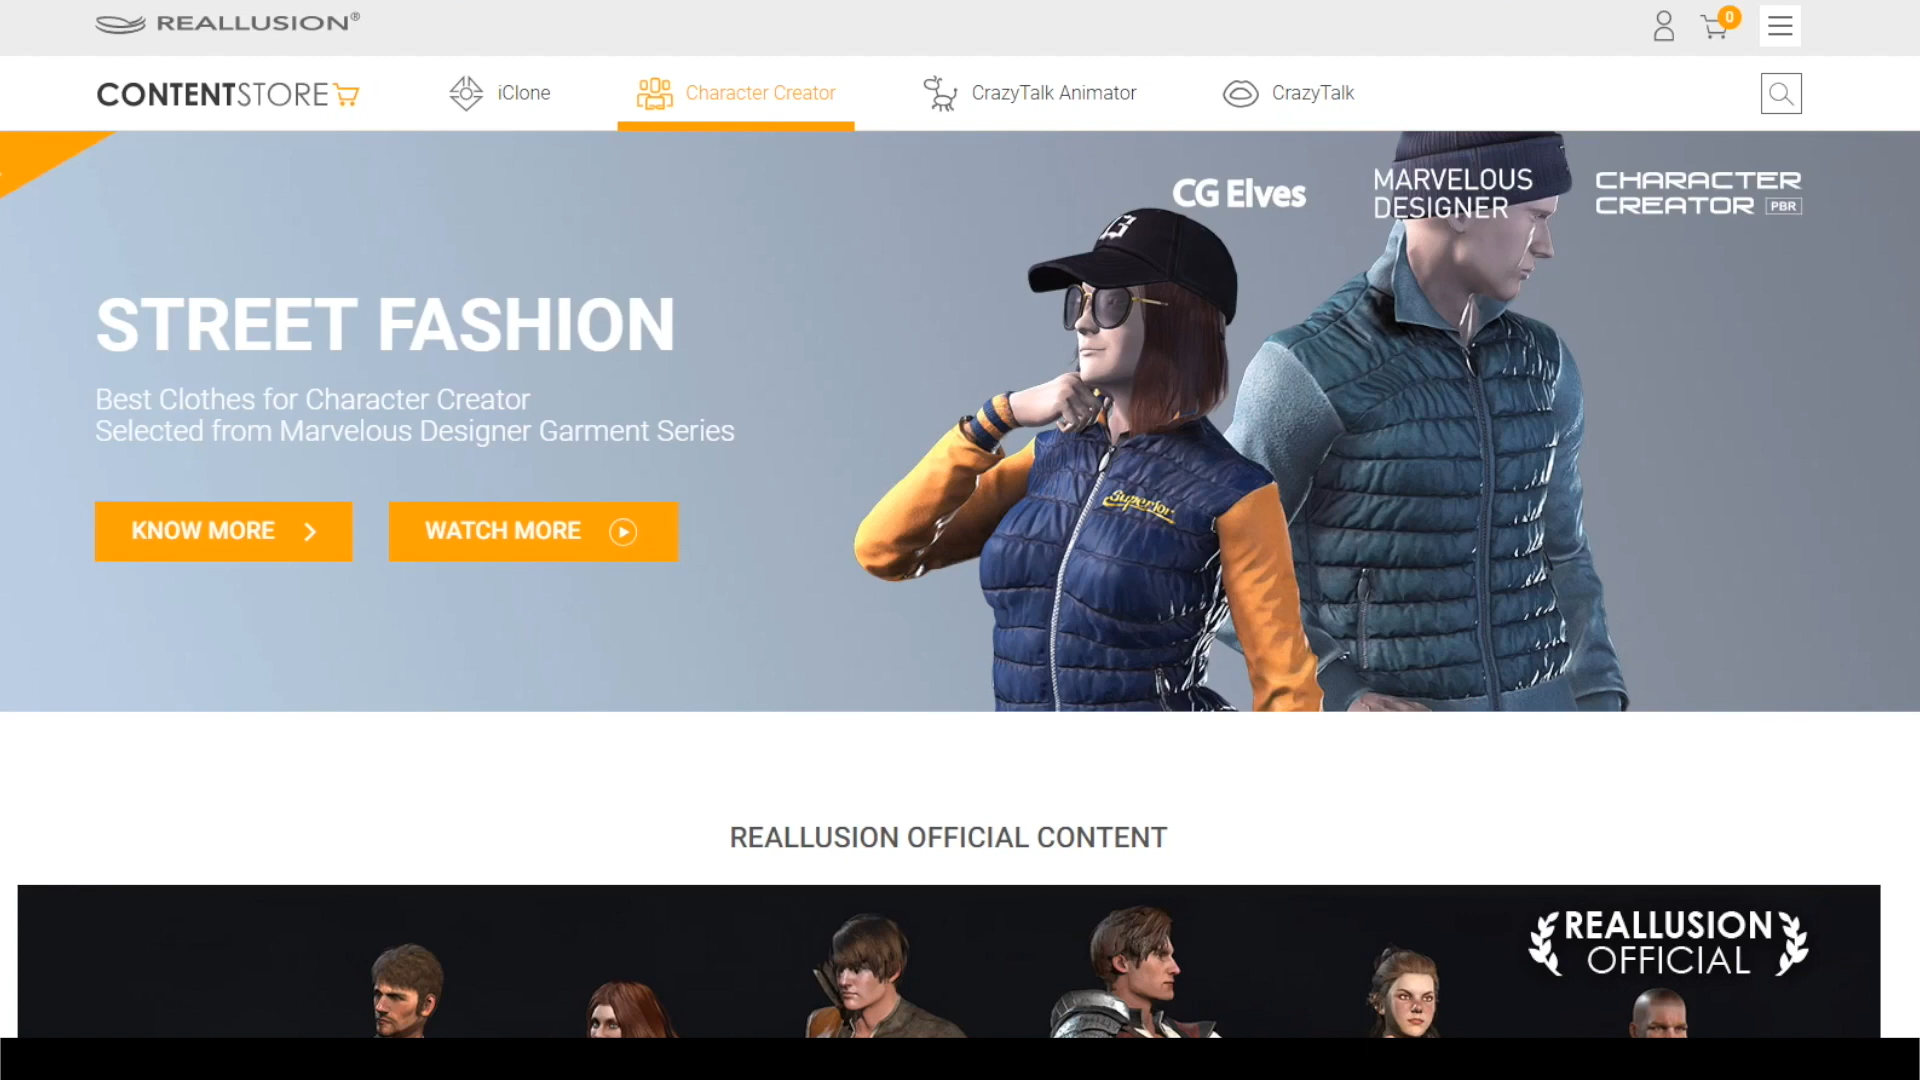 REALLUSION®
0
CONTENTSTORE
iClone
Character Creator
CrazyTalk Animator
CrazyTalk
CG Elves
MARVELOUS
DESIGNER
CHARACTER
CREATOR PBR
STREET FASHION
Best Clothes for Character Creator
Selected from Marvelous Designer Garment Series
Superior
KNOW MORE
WATCH MORE
REALLUSION OFFICIAL CONTENT
REALLUSION
OFFICIAL